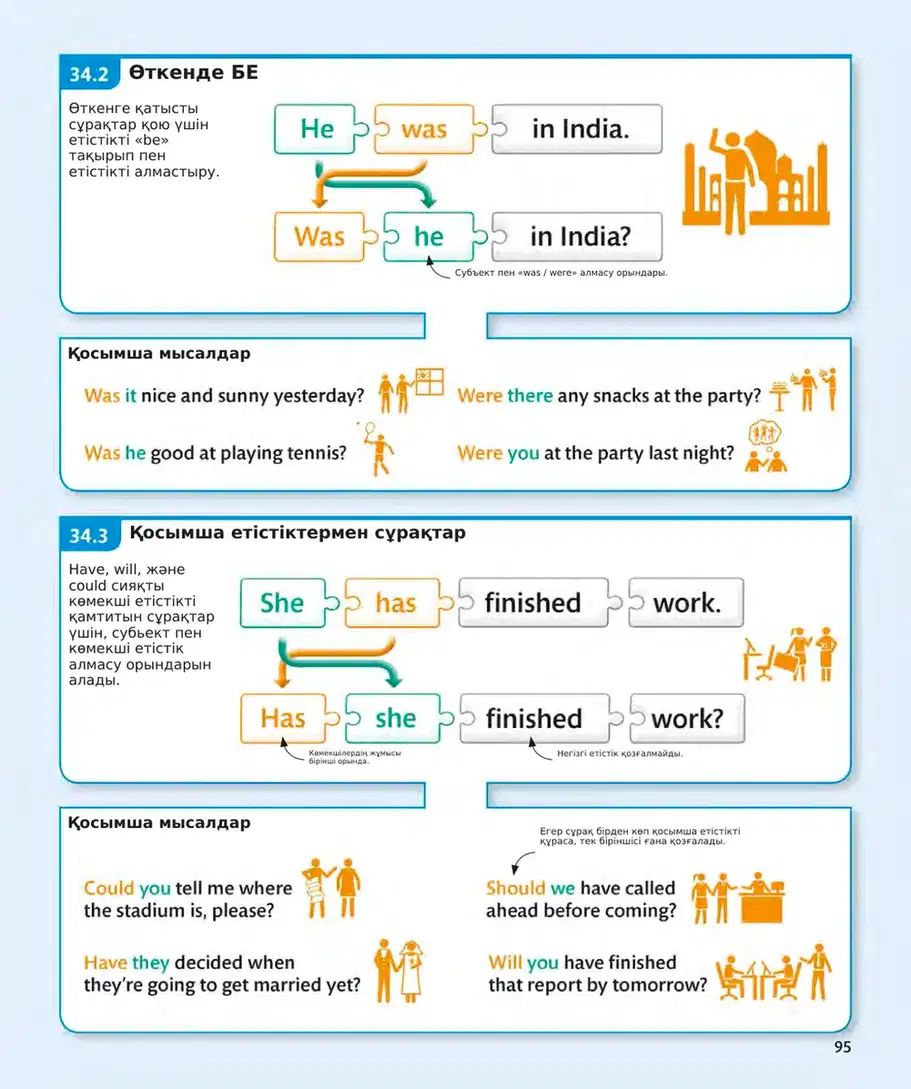 34.2 Өткенде БЕ
Өткенге қатысты
сұрақтар қою үшін
етістікті «be»
тақырып пен
етістікті алмастыру.
He was in India.
Was he in India?
Субъект пен «was / were» алмасу орындары.
Қосымша мысалдар
Was it nice and sunny yesterday?
Were there any snacks at the party?
Was he good at playing tennis?
Were you at the party last night?
34.3 Қосымша етістіктермен сұрақтар
Have, will, және
could сияқты
көмекші етістікті
қамтитын сұрақтар
үшін, субьект пен
көмекші етістік
алмасу орындарын
алады.
She has finished work.
Has she finished work?
Көмекшілердің жұмысы
бірінші орында.
Негізгі етістік қозғалмайды.
Қосымша мысалдар
Егер сұрақ бірден көп қосымша етістікті
құраса, тек біріншісі ғана қозғалады.
Could you tell me where
the stadium is, please?
Should we have called
ahead before coming?
Have they decided when
they're going to get married yet?
Will you have finished
that report by tomorrow?
95